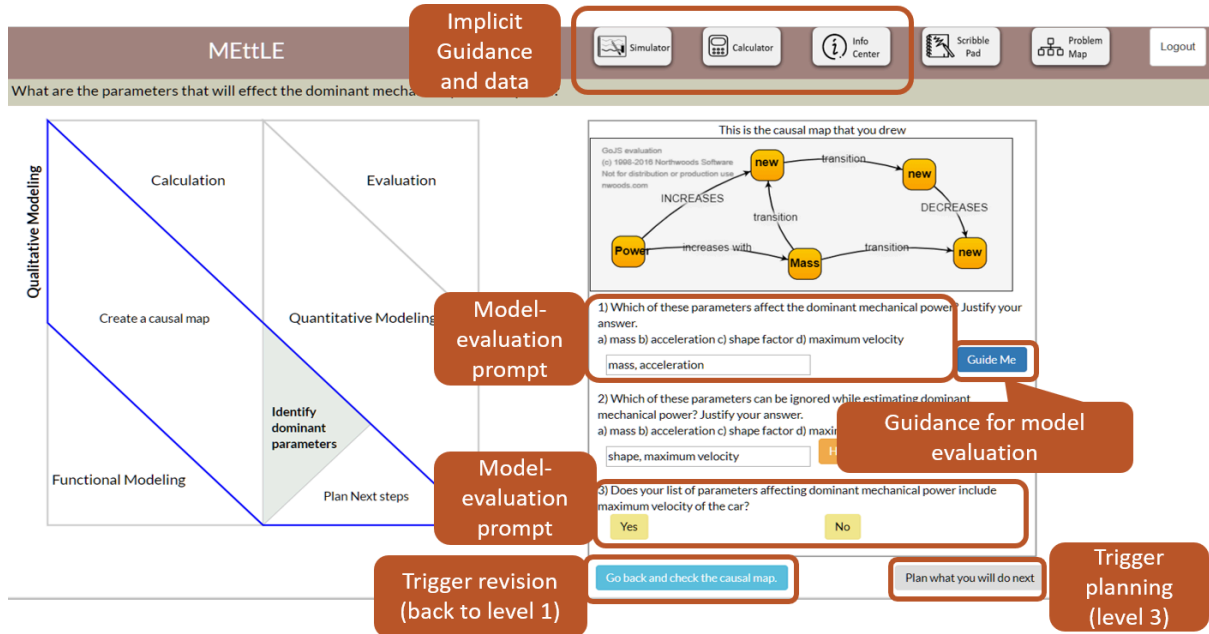 Implicit
Guidance
and data
MEttLE
Simulator
Calculator
Info
Center
Scribble
Pad
Problem
Map
Logout
What are the parameters that will effect the dominant mecha
Qualitative Modeling
Calculation
Evaluation
Create a causal map
Quantitative Modeling
Identify
dominant
parameters
Functional Modeling
Plan Next steps
This is the causal map that you drew
GoJS evaluation
(c) 1998-2016 Northwoods Software
Not for distribution or production use
nwoods.com
new
transition
new
INCREASES
DECREASES
transition
Power
increases with
Mass
transition
new
Model-
evaluation
prompt
1) Which of these parameters affect the dominant mechanical power? Justify your
answer.
a) mass b) acceleration c) shape factor d) maximum velocity
mass, acceleration
Guide Me
2) Which of these parameters can be ignored while estimating dominant
mechanical power? Justify your answer.
a) mass b) acceleration c) shape factor d)
shape, maximum velocity
Guidance for model
evaluation
Model-
evaluation
prompt
3) Does your list of parameters affecting dominant mechanical power include
maximum velocity of the car?
Yes
No
Trigger revision
(back to level 1)
Go back and check the causal map.
Plan what you will do next
Trigger
planning
(level 3)